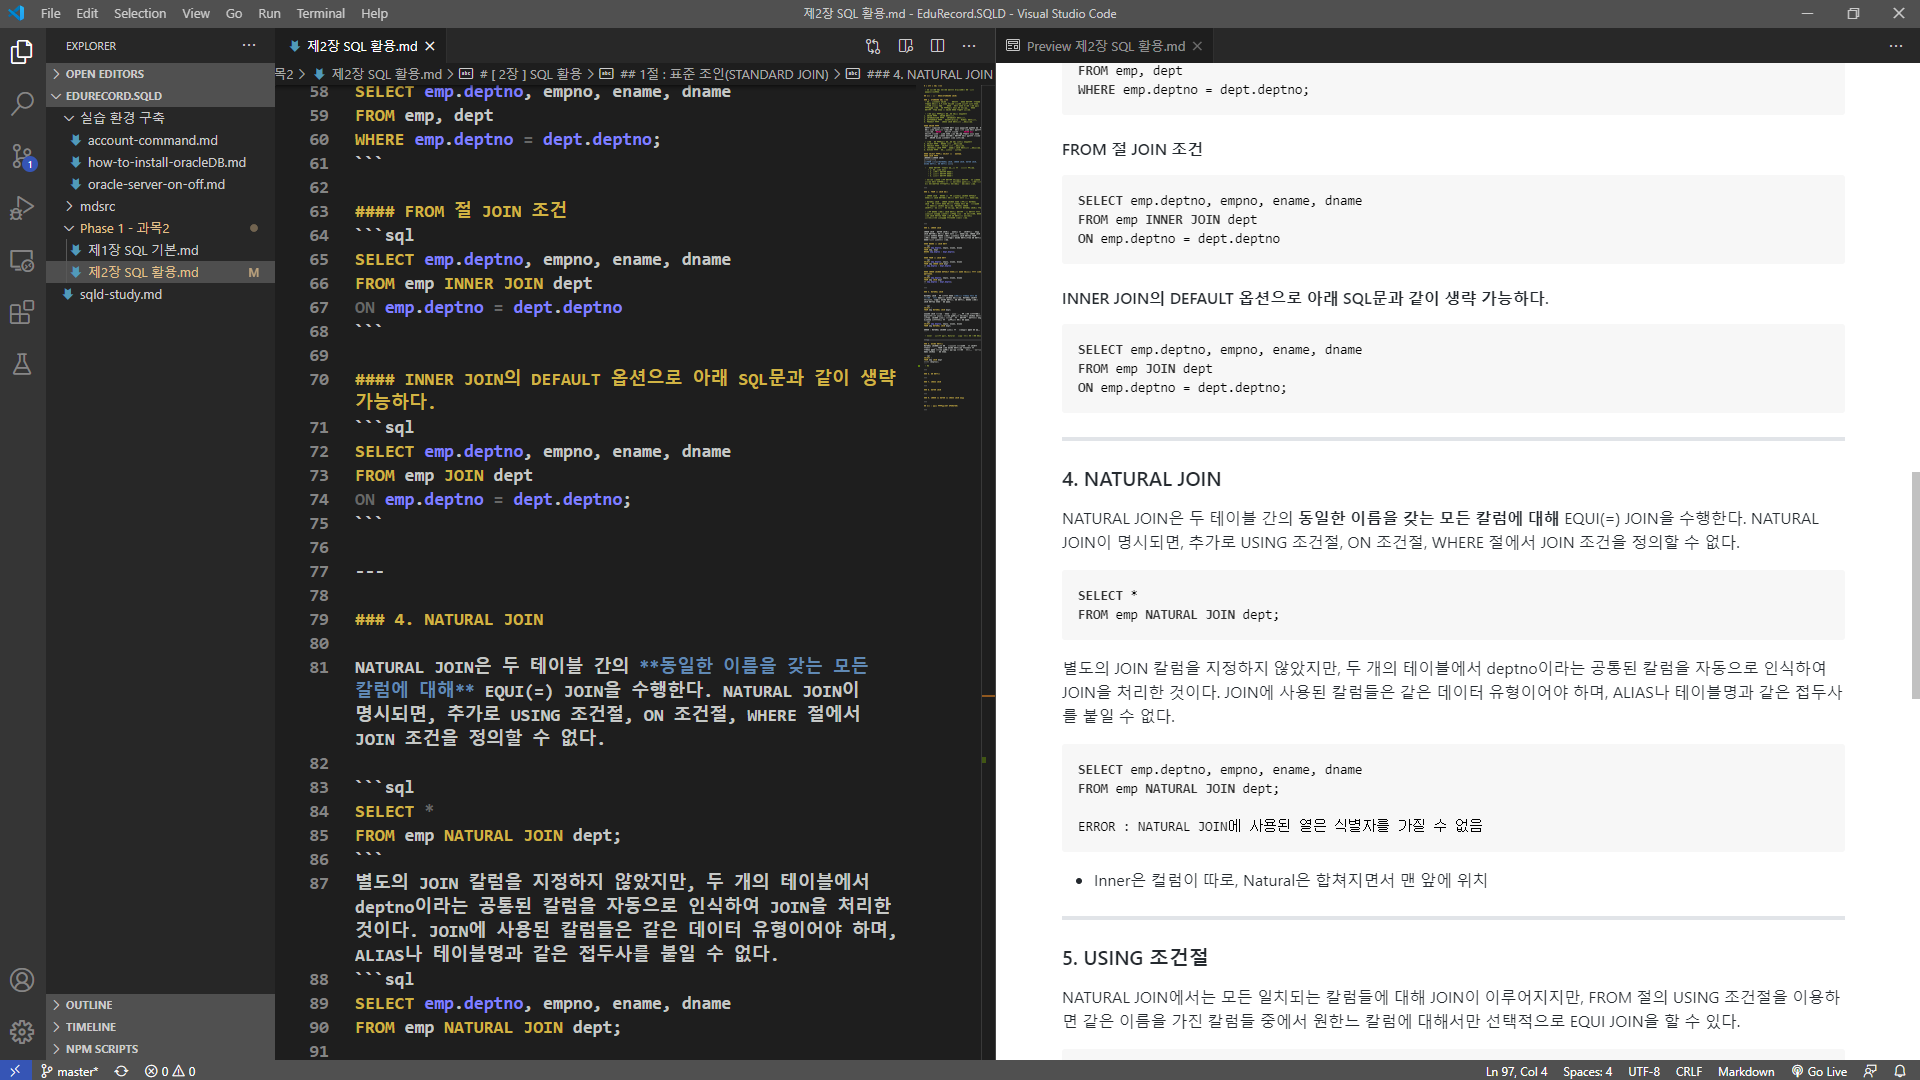 File Edit Selection View Go Run Terminal Help
제2장 SQL 활용.md - EduRecord.SQLD - Visual Studio Code
EXPLORER
OPEN EDITORS
EDURECORD.SQLD
실습 환경 구축
account-command.md
how-to-install-oracleDB.md
oracle-server-on-off.md
mdsrc
Phase 1 - 과목2
제1장 SQL 기본.md
제2장 SQL 활용.md M
sqld-study.md
OUTLINE
TIMELINE
NPM SCRIPTS
1
제2장 SQL 활용.md
목2 > 제2장 SQL 활용.md > # [ 2장 ] SQL 활용 > ## 1절 : 표준 조인(STANDARD JOIN) > ### 4. NATURAL JOIN
58 SELECT emp.deptno, empno, ename, dname
59 FROM emp, dept
60 WHERE emp.deptno = dept.deptno;
61 ```
62
63 #### FROM 절 JOIN 조건
64 ```sql
65 SELECT emp.deptno, empno, ename, dname
66 FROM emp INNER JOIN dept
67 ON emp.deptno = dept.deptno
68 ```
69
70 #### INNER JOIN의 DEFAULT 옵션으로 아래 SQL문과 같이 생략
가능하다.
71 ```sql
72 SELECT emp.deptno, empno, ename, dname
73 FROM emp JOIN dept
74 ON emp.deptno = dept.deptno;
75 ```
76
77 ---
78
79 ### 4. NATURAL JOIN
80
81 NATURAL JOIN은 두 테이블 간의 **동일한 이름을 갖는 모든
칼럼에 대해** EQUI(=) JOIN을 수행한다. NATURAL JOIN이
명시되면, 추가로 USING 조건절, ON 조건절, WHERE 절에서
JOIN 조건을 정의할 수 없다.
82
83 ```sql
84 SELECT *
85 FROM emp NATURAL JOIN dept;
86 ```
87 별도의 JOIN 칼럼을 지정하지 않았지만, 두 개의 테이블에서
deptno이라는 공통된 칼럼을 자동으로 인식하여 JOIN을 처리한
것이다. JOIN에 사용된 칼럼들은 같은 데이터 유형이어야 하며,
ALIAS나 테이블명과 같은 접두사를 붙일 수 없다.
88 ```sql
89 SELECT emp.deptno, empno, ename, dname
90 FROM emp NATURAL JOIN dept;
91
Preview 제2장 SQL 활용.md
FROM emp, dept
WHERE emp.deptno = dept.deptno;
FROM 절 JOIN 조건
SELECT emp.deptno, empno, ename, dname
FROM emp INNER JOIN dept
ON emp.deptno = dept.deptno
INNER JOIN의 DEFAULT 옵션으로 아래 SQL문과 같이 생략 가능하다.
SELECT emp.deptno, empno, ename, dname
FROM emp JOIN dept
ON emp.deptno = dept.deptno;
4. NATURAL JOIN
NATURAL JOIN은 두 테이블 간의 동일한 이름을 갖는 모든 칼럼에 대해 EQUI(=) JOIN을 수행한다. NATURAL
JOIN이 명시되면, 추가로 USING 조건절, ON 조건절, WHERE 절에서 JOIN 조건을 정의할 수 없다.
SELECT *
FROM emp NATURAL JOIN dept;
별도의 JOIN 칼럼을 지정하지 않았지만, 두 개의 테이블에서 deptno이라는 공통된 칼럼을 자동으로 인식하여
JOIN을 처리한 것이다. JOIN에 사용된 칼럼들은 같은 데이터 유형이어야 하며, ALIAS나 테이블명과 같은 접두사
를 붙일 수 없다.
SELECT emp.deptno, empno, ename, dname
FROM emp NATURAL JOIN dept;
ERROR : NATURAL JOIN에 사용된 열은 식별자를 가질 수 없음
• Inner은 컬럼이 따로, Natural은 합쳐지면서 맨 앞에 위치
5. USING 조건절
NATURAL JOIN에서는 모든 일치되는 칼럼들에 대해 JOIN이 이루어지지만, FROM 절의 USING 조건절을 이용하
면 같은 이름을 가진 칼럼들 중에서 원한느 칼럼에 대해서만 선택적으로 EQUI JOIN을 할 수 있다.
master* 0 0
Ln 97, Col 4 Spaces: 4 UTF-8 CRLF Markdown Go Live